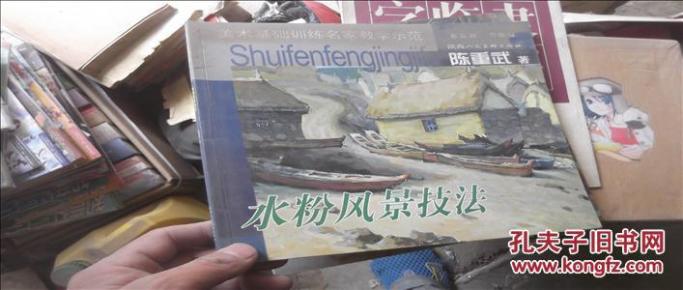 美术基础训练名家教学示范
Shuifenfengjingji
陈重武 著
水粉风景技法
孔夫子旧书网
www.kongfz.com